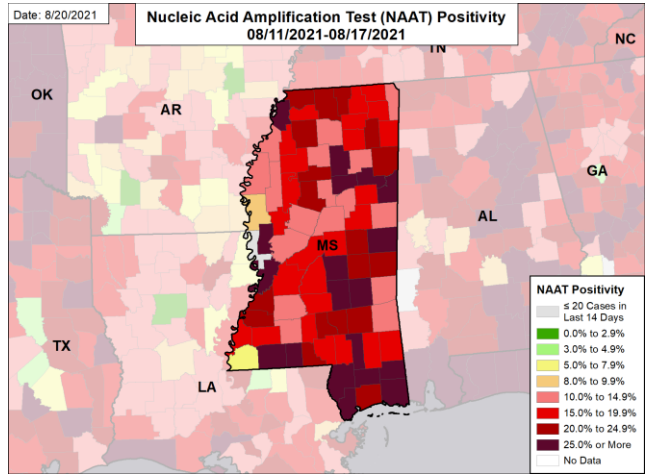 Date: 8/20/2021
Nucleic Acid Amplification Test (NAAT) Positivity
08/11/2021-08/17/2021
TN
NC
OK
AR
GA
MS
AL
TX
LA
NAAT Positivity
≤ 20 Cases in
Last 14 Days
0.0% to 2.9%
3.0% to 4.9%
5.0% to 7.9%
8.0% to 9.9%
10.0% to 14.9%
15.0% to 19.9%
20.0% to 24.9%
25.0% or More
No Data